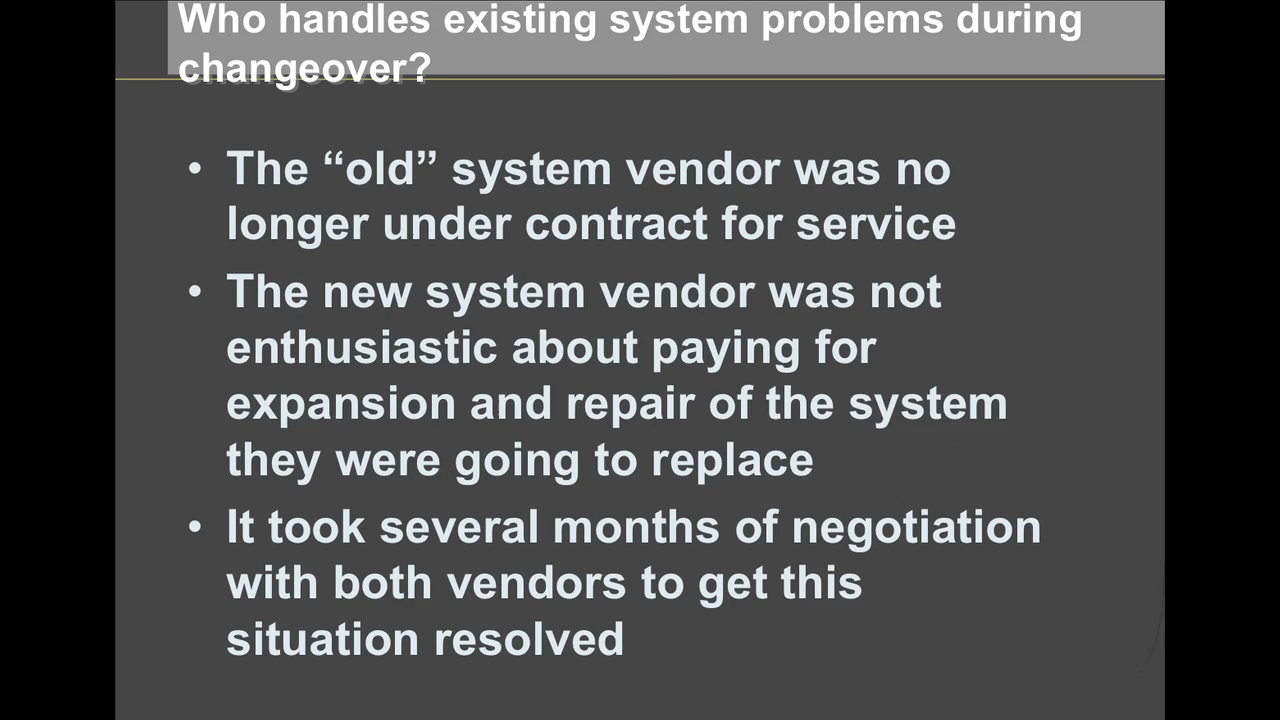 Who handles existing system problems during
changeover?
• The “old” system vendor was no
longer under contract for service
• The new system vendor was not
enthusiastic about paying for
expansion and repair of the system
they were going to replace
• It took several months of negotiation
with both vendors to get this
situation resolved